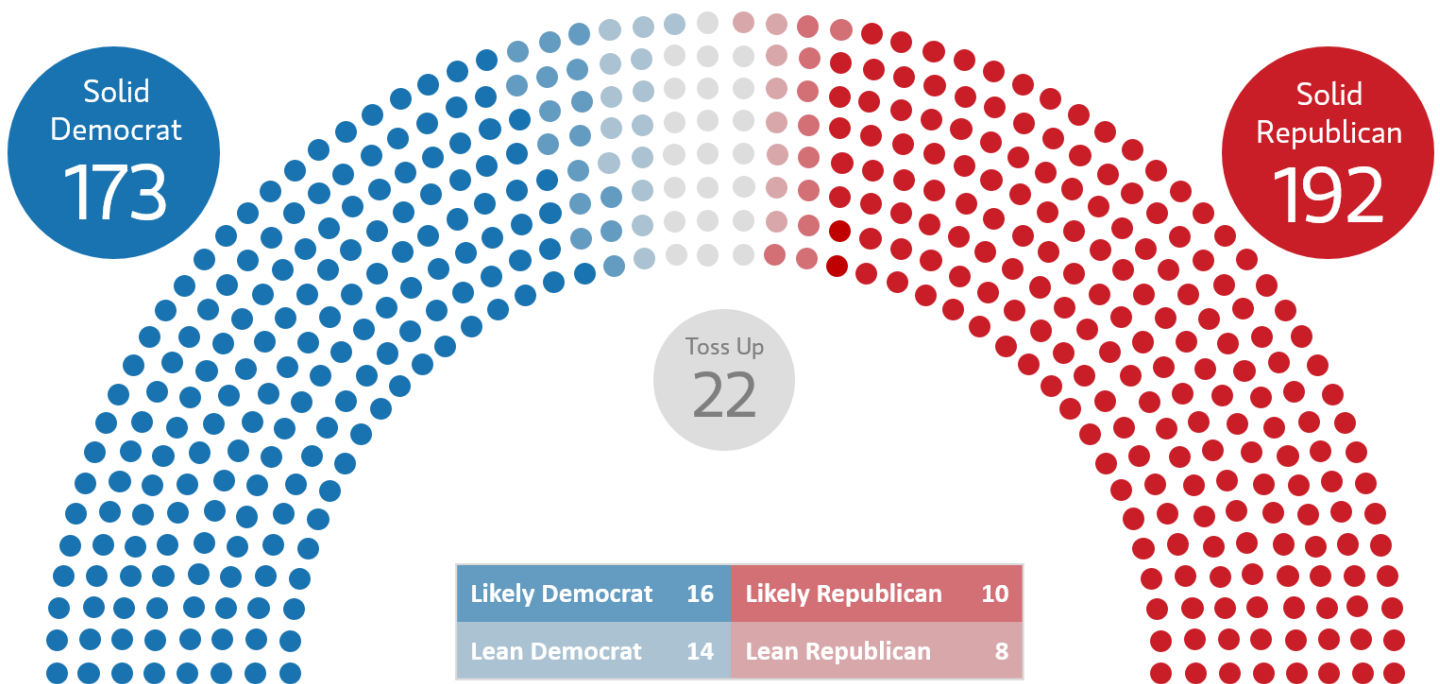 Solid
Democrat
173
Solid
Republican
192
Toss Up
22
Likely Democrat 16 Likely Republican 10
Lean Democrat 14 Lean Republican 8